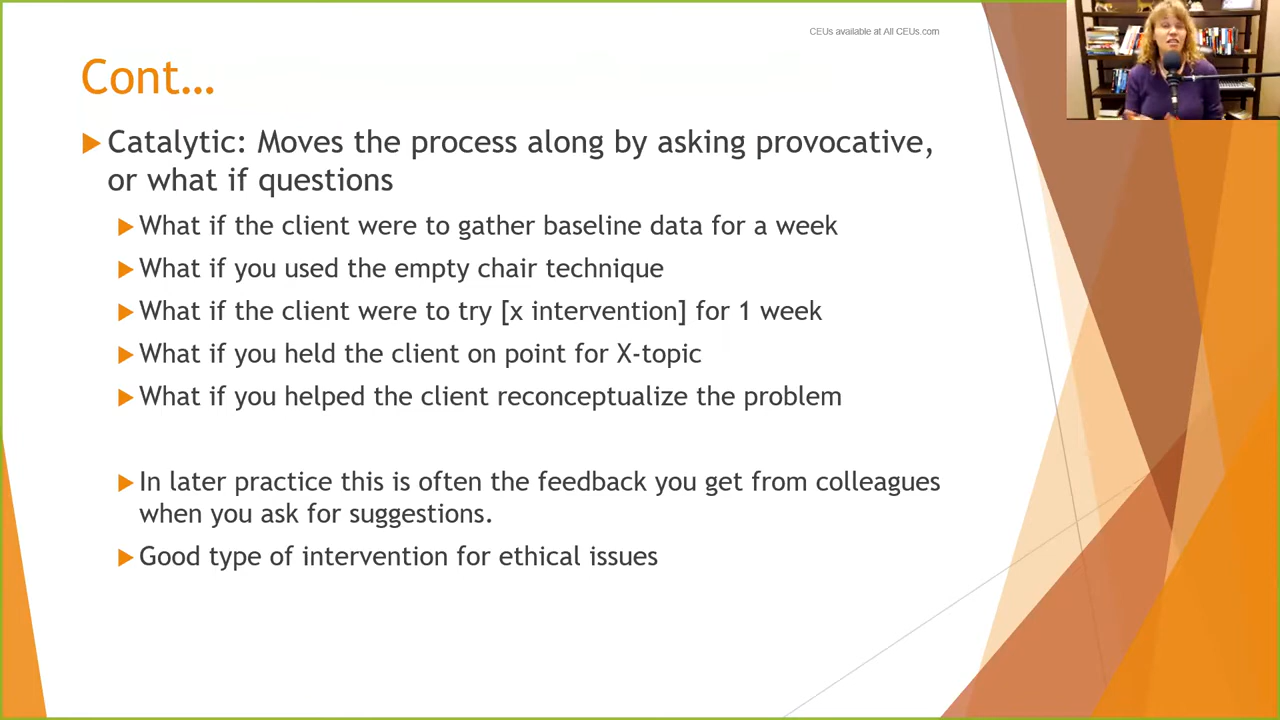 CEUs available at All CEUs.com
Cont…
Catalytic: Moves the process along by asking provocative,
or what if questions
What if the client were to gather baseline data for a week
What if you used the empty chair technique
What if the client were to try [x intervention] for 1 week
What if you held the client on point for X-topic
What if you helped the client reconceptualize the problem
In later practice this is often the feedback you get from colleagues
when you ask for suggestions.
Good type of intervention for ethical issues